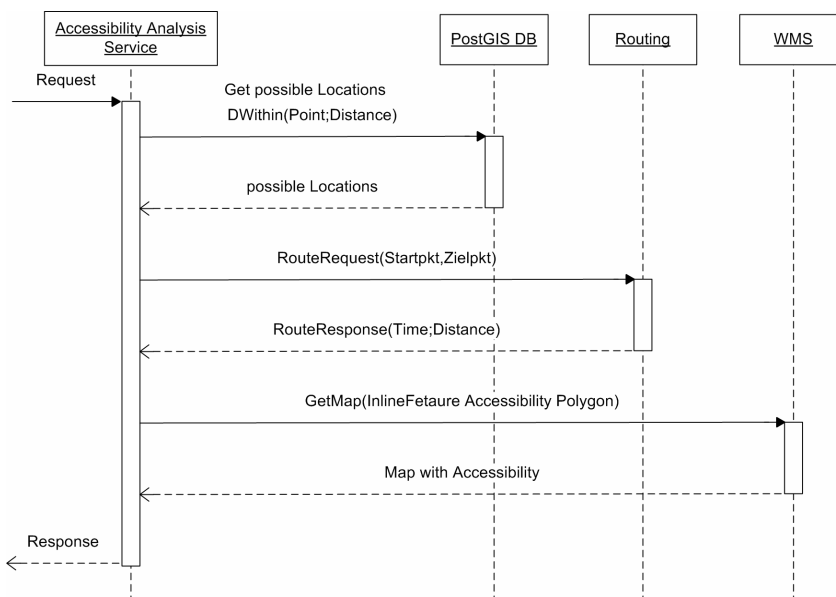 Accessibility Analysis
Service
PostGIS DB
Routing
WMS
Request
Get possible Locations
DWithin(Point;Distance)
possible Locations
RouteRequest(Startpkt,Zielpkt)
RouteResponse(Time;Distance)
GetMap(InlineFetaure Accessibility Polygon)
Map with Accessibility
Response